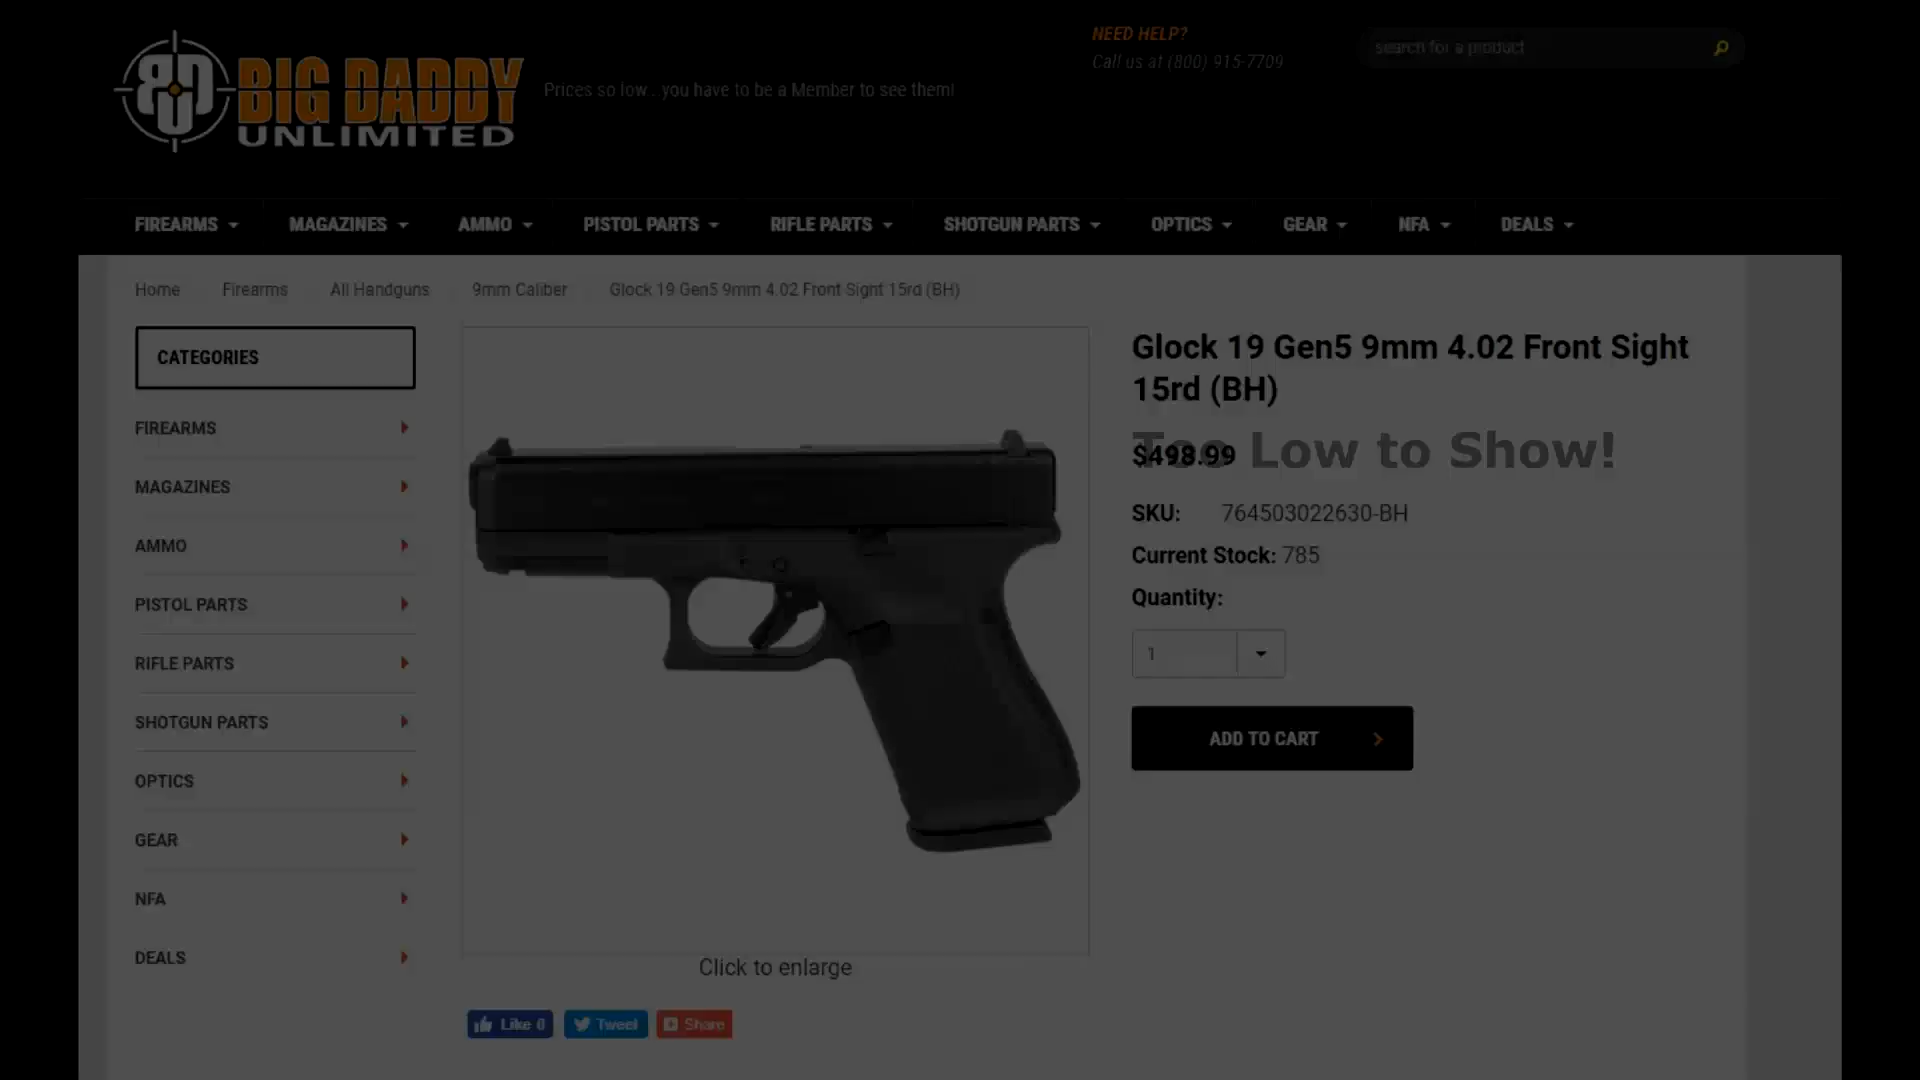 BIG DADDY
UNLIMITED
Prices so low.. you have to be a Member to see them!
NEED HELP?
Call us at (800) 915-7709
search for a product
FIREARMS MAGAZINES AMMO PISTOL PARTS RIFLE PARTS SHOTGUN PARTS OPTICS GEAR NFA DEALS
Home Firearms All Handguns 9mm Caliber Glock 19 Gen5 9mm 4.02 Front Sight 15rd (BH)
CATEGORIES
FIREARMS
MAGAZINES
AMMO
PISTOL PARTS
RIFLE PARTS
SHOTGUN PARTS
OPTICS
GEAR
NFA
DEALS
Click to enlarge
Like 0 Tweet Share
Glock 19 Gen5 9mm 4.02 Front Sight
15rd (BH)
$498.99
Too Low to Show!
SKU: 764503022630-BH
Current Stock: 785
Quantity:
1
ADD TO CART